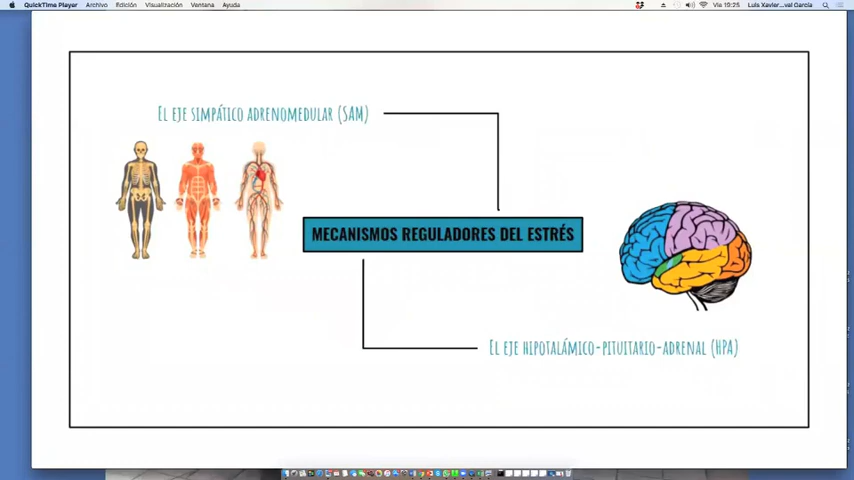 QuickTime Player Archivo Edición Visualización Ventana Ayuda
Vie 19:25
EL EJE SIMPÁTICO ADRENOMEDULAR (SAM)
MECANISMOS REGULADORES DEL ESTRÉS
EL EJE HIPOTALÁMICO-PITUITARIO-ADRENAL (HPA)